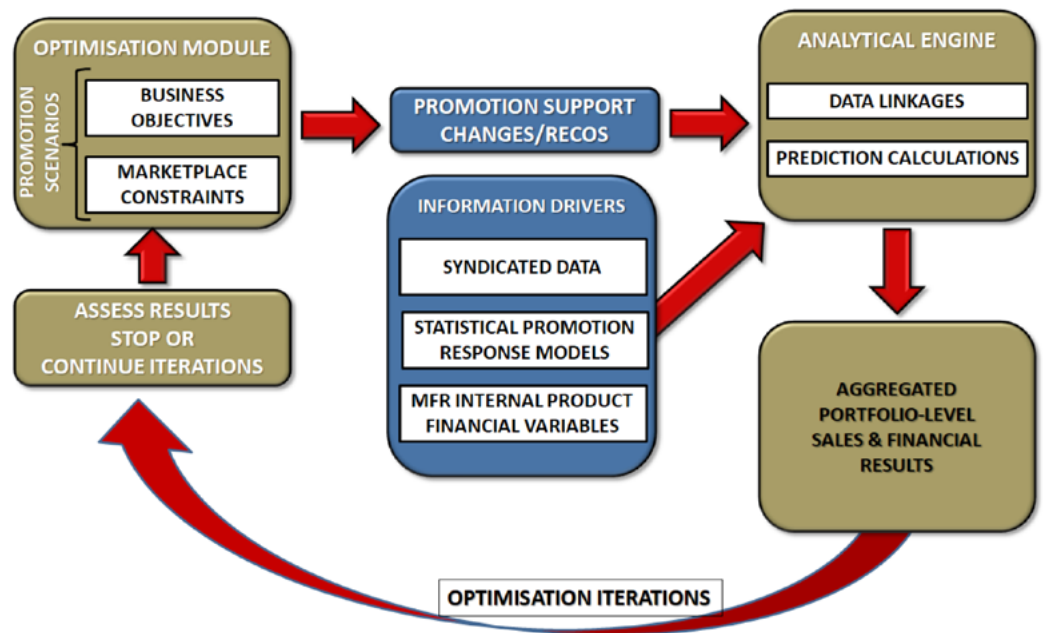 OPTIMISATION MODULE
PROMOTION
SCENARIOS
BUSINESS
OBJECTIVES
MARKETPLACE
CONSTRAINTS
PROMOTION SUPPORT
CHANGES/RECOS
ANALYTICAL ENGINE
DATA LINKAGES
PREDICTION CALCULATIONS
INFORMATION DRIVERS
SYNDICATED DATA
STATISTICAL PROMOTION
RESPONSE MODELS
MFR INTERNAL PRODUCT
FINANCIAL VARIABLES
ASSESS RESULTS
STOP OR
CONTINUE ITERATIONS
AGGREGATED
PORTFOLIO-LEVEL
SALES & FINANCIAL
RESULTS
OPTIMISATION ITERATIONS